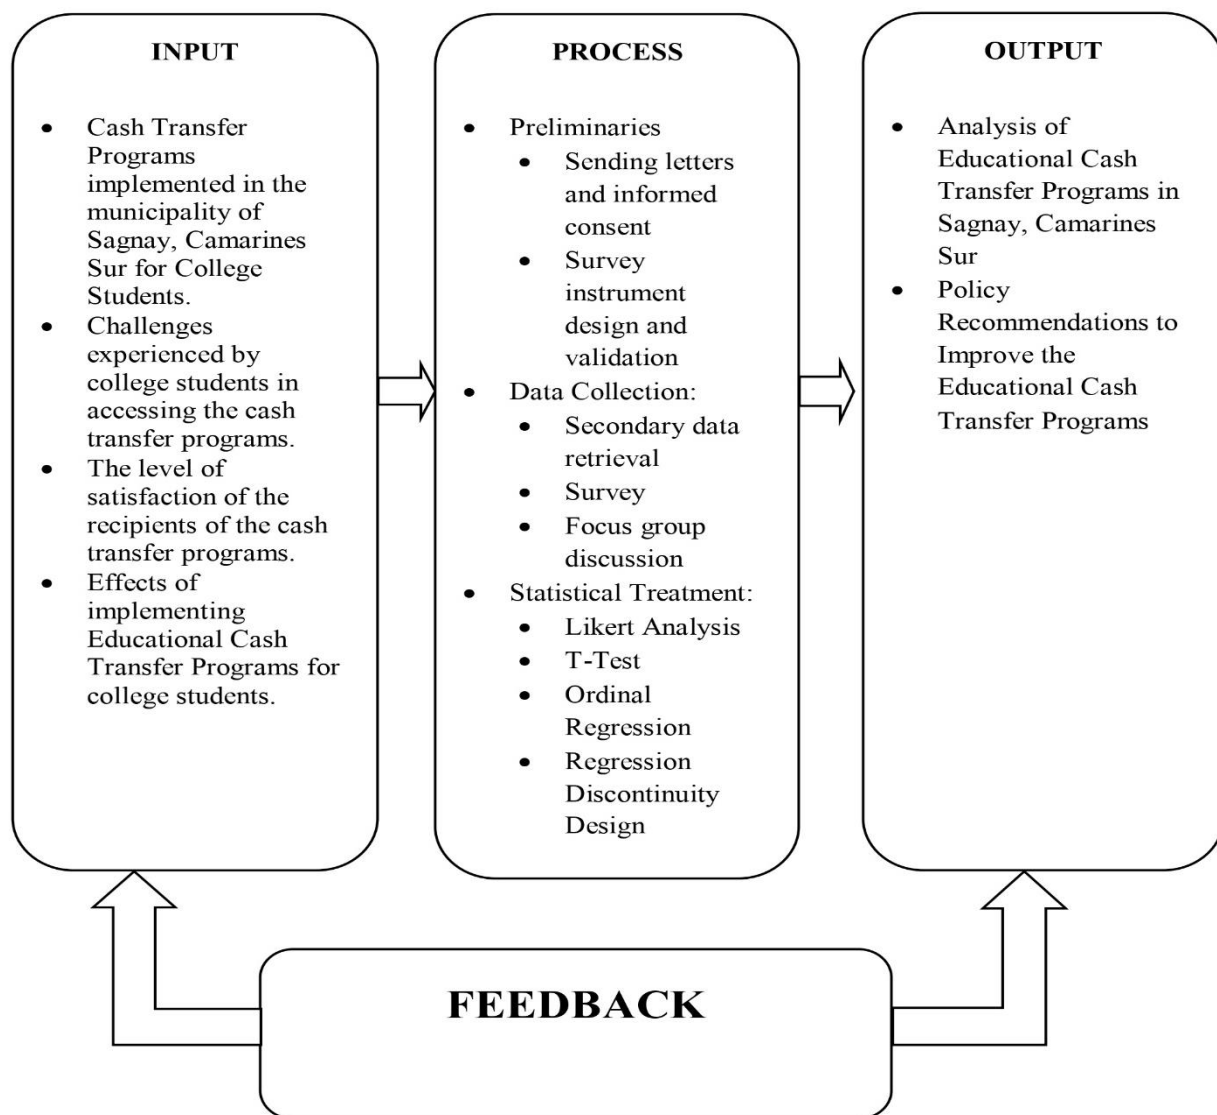 INPUT
• Cash Transfer
Programs
implemented in the
municipality of
Sagnay, Camarines
Sur for College
Students.
• Challenges
experienced by
college students in
accessing the cash
transfer programs.
• The level of
satisfaction of the
recipients of the cash
transfer programs.
• Effects of
implementing
Educational Cash
Transfer Programs for
college students.
PROCESS
• Preliminaries
• Sending letters
and informed
consent
• Survey
instrument
design and
validation
• Data Collection:
• Secondary data
retrieval
• Survey
• Focus group
discussion
• Statistical Treatment:
• Likert Analysis
• T-Test
• Ordinal
Regression
• Regression
Discontinuity
Design
OUTPUT
• Analysis of
Educational Cash
Transfer Programs in
Sagnay, Camarines
Sur
• Policy
Recommendations to
Improve the
Educational Cash
Transfer Programs
FEEDBACK